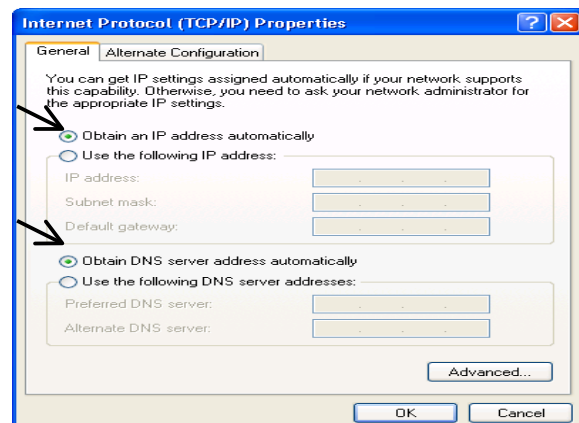 Internet Protocol (TCP/IP) Properties
General
Alternate Configuration
You can get IP settings assigned automatically if your network supports
this capability. Otherwise, you need to ask your network administrator for
the appropriate IP settings.
Obtain an IP address automatically
Use the following IP address:
IP address:
Subnet mask:
Default gateway:
Obtain DNS server address automatically
Use the following DNS server addresses:
Preferred DNS server:
Alternate DNS server:
Advanced...
OK
Cancel